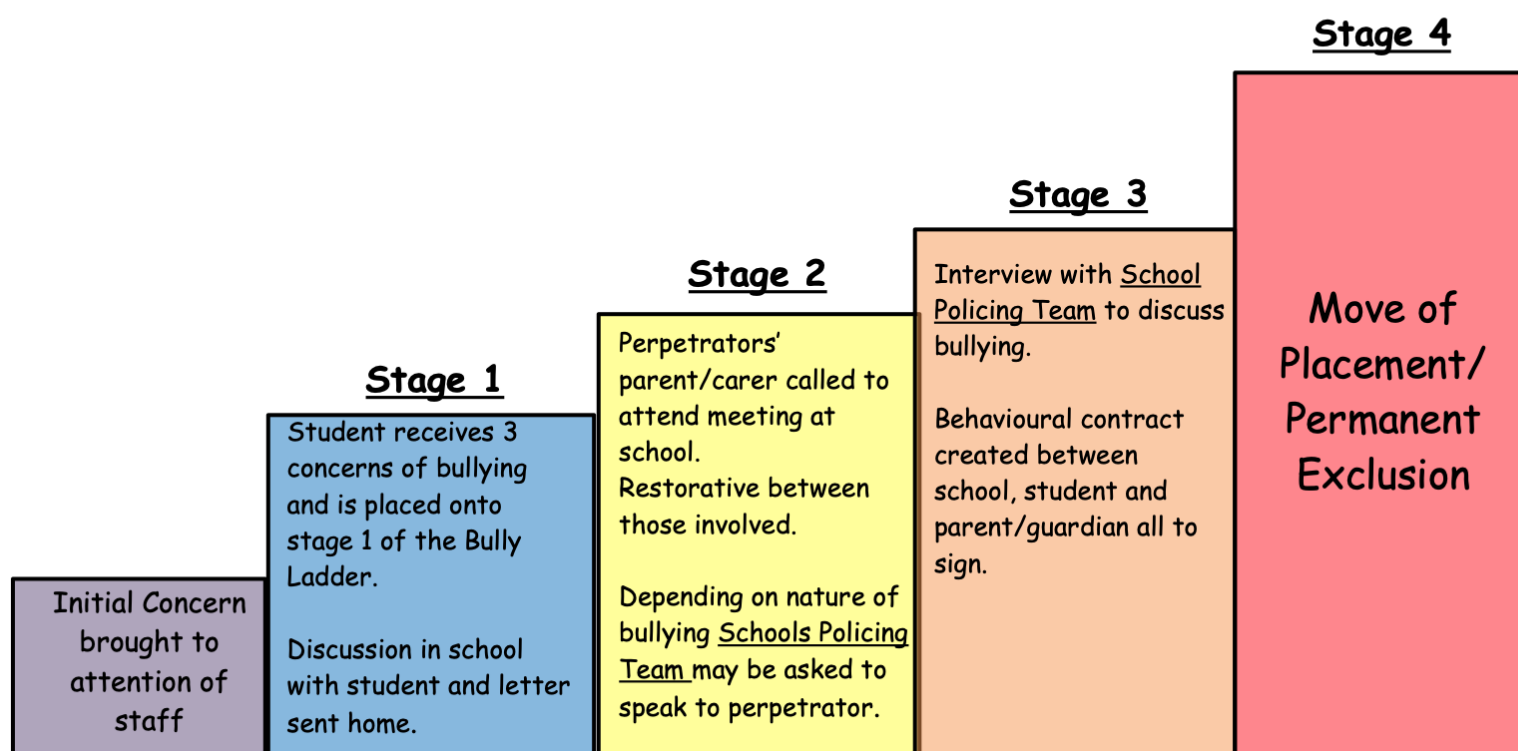 Initial Concern
brought to
attention of
staff
Stage 1
Student receives 3
concerns of bullying
and is placed onto
stage 1 of the Bully
Ladder.
Discussion in school
with student and letter
sent home.
Stage 2
Perpetrators’
parent/carer called to
attend meeting at
school.
Restorative between
those involved.
Depending on nature of
bullying Schools Policing
Team may be asked to
speak to perpetrator.
Stage 3
Interview with School
Policing Team to discuss
bullying.
Behavioural contract
created between
school, student and
parent/guardian all to
sign.
Stage 4
Move of
Placement/
Permanent
Exclusion